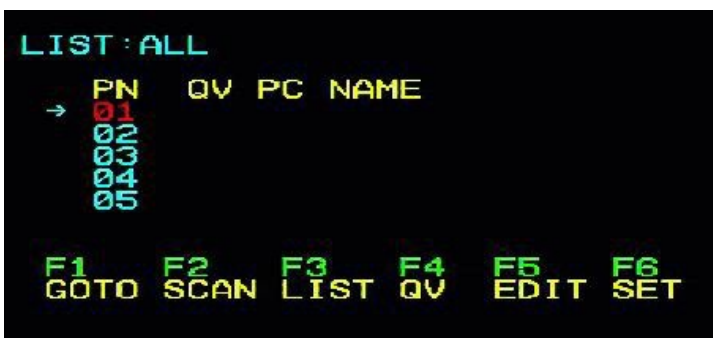 LIST:ALL
PN QV PC NAME
→ 01
02
03
04
05
F1 F2 F3 F4 F5 F6
GOTO SCAN LIST QV EDIT SET